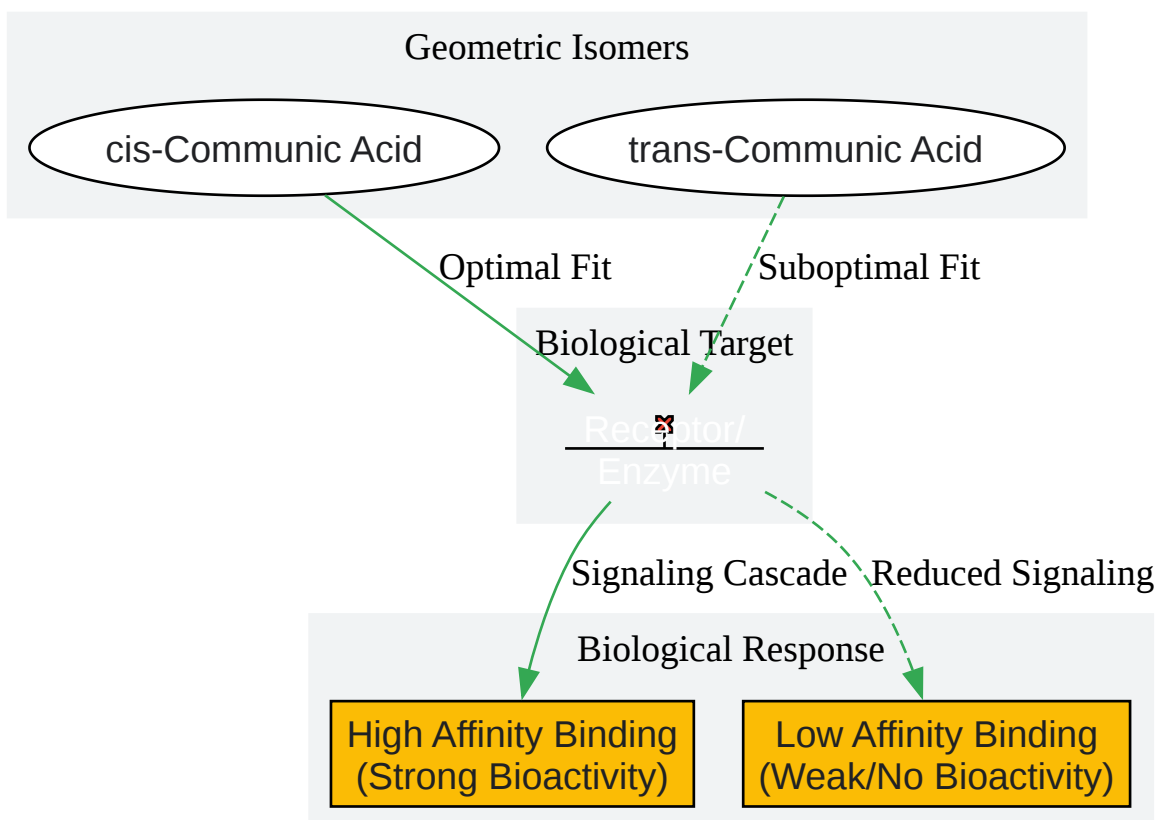 Geometric Isomers
cis-Communic Acid
trans-Communic Acid
Optimal Fit
Suboptimal Fit
Biological Target
Receptor/
Enzyme
Signaling Cascade
Reduced Signaling
Biological Response
High Affinity Binding
(Strong Bioactivity)
Low Affinity Binding
(Weak/No Bioactivity)